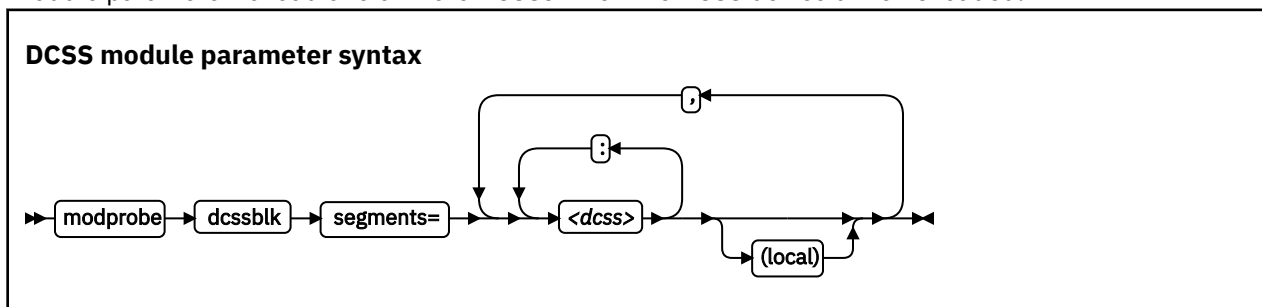 DCSS module parameter syntax
,
:
modprobe dcssblk segments= <dcss>
(local)